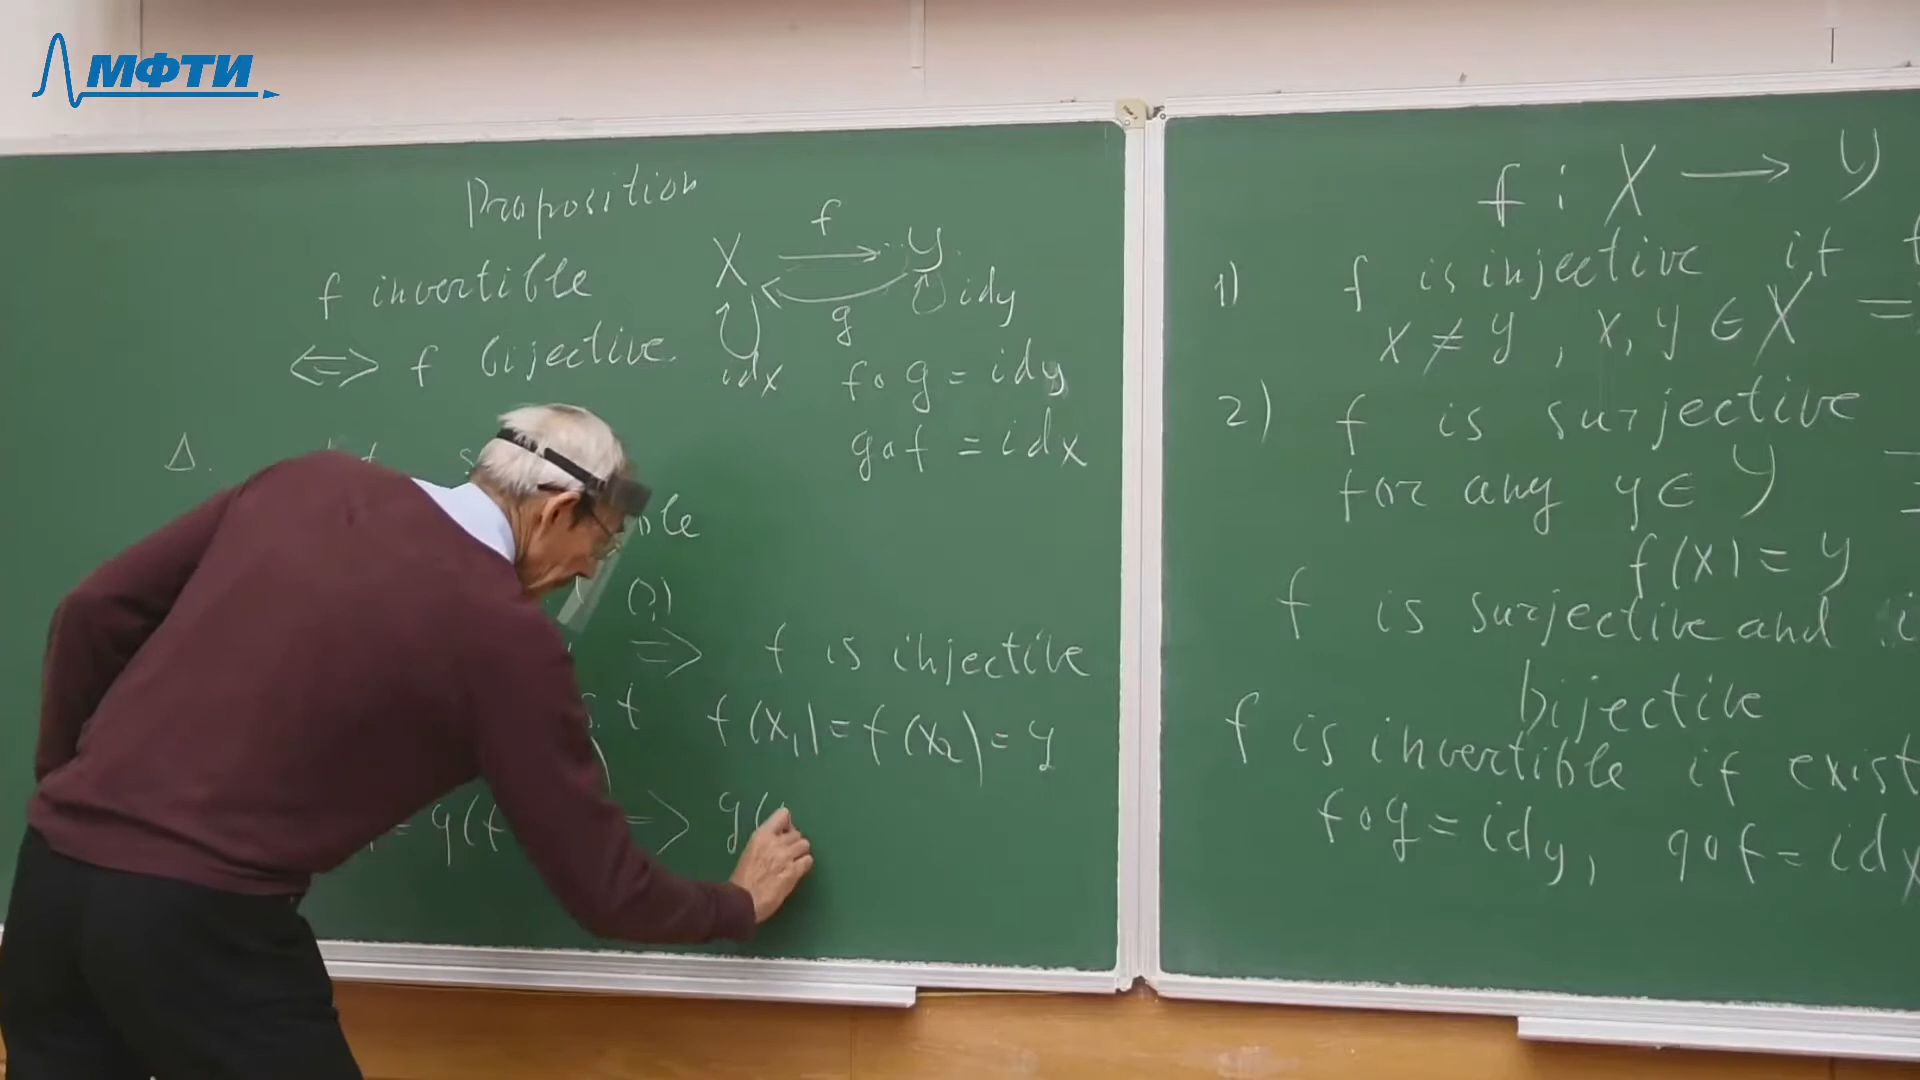 МФТИ
Proposition
f invertible
<=> f bijective.
X f Y
g
idx idy
f∘g = idy
g∘f = idx
Δ.
=> f is injective
s.t f(x₁) = f(x₂) = y
= g(f => g(
f : X → Y
1) f is injective if
x ≠ y , x, y ∈ X =
2) f is surjective
for any y ∈ Y
f(x) = y
f is surjective and
bijective
f is invertible if exist
f∘g = idy, g∘f = idx